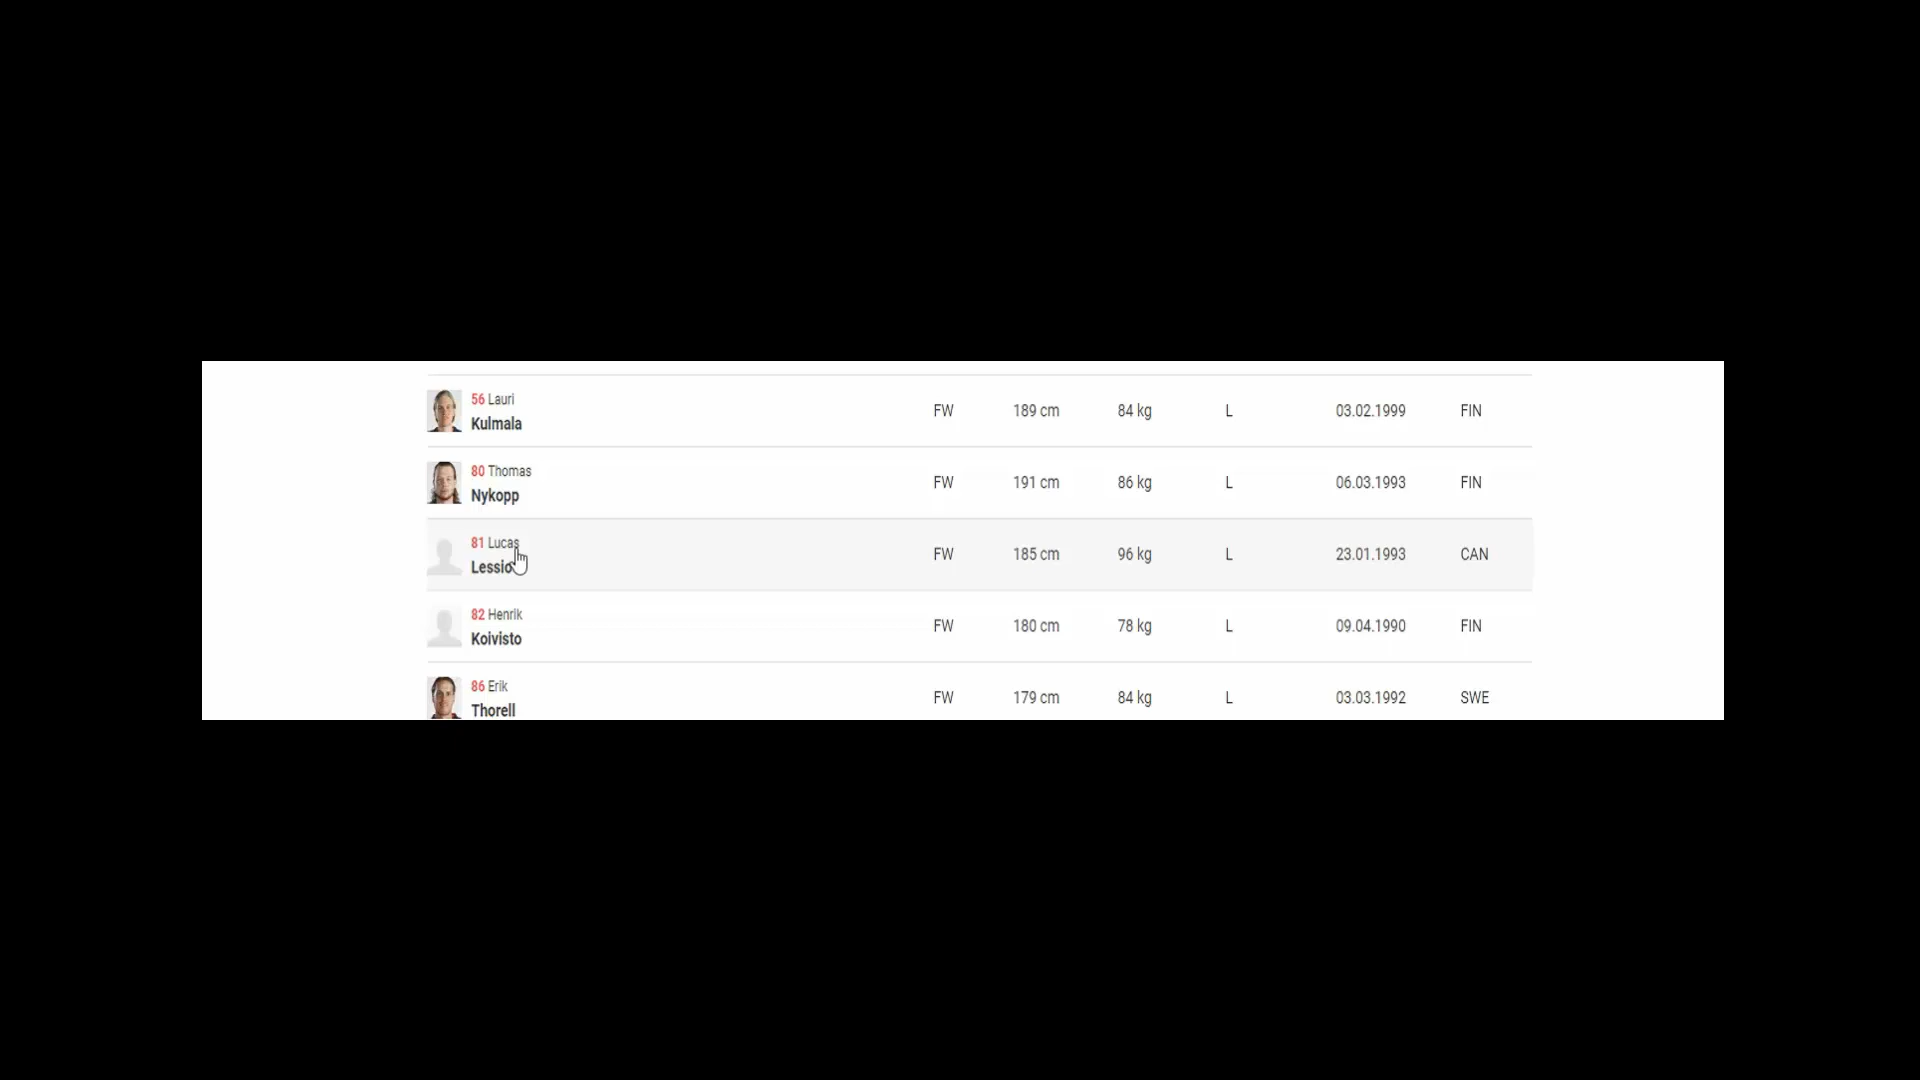 56 Lauri
Kulmala
FW 189 cm 84 kg L 03.02.1999 FIN
80 Thomas
Nykopp
FW 191 cm 86 kg L 06.03.1993 FIN
81 Lucas
Lessio
FW 185 cm 96 kg L 23.01.1993 CAN
82 Henrik
Koivisto
FW 180 cm 78 kg L 09.04.1990 FIN
86 Erik
Thorell
FW 179 cm 84 kg L 03.03.1992 SWE